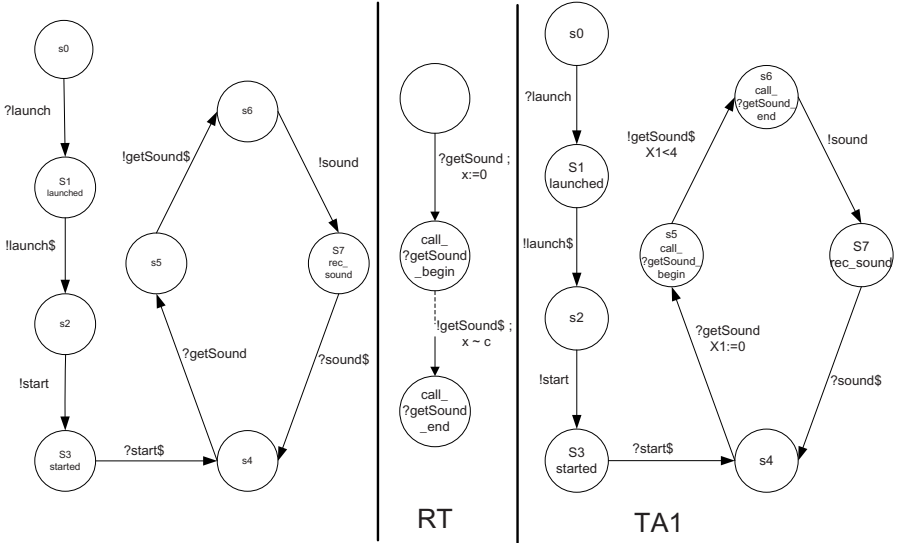 s0
?launch
S1
launched
!launch$
s2
!start
S3
started
?start$
s4
?getSound
s5
!getSound$
s6
!sound
S7
rec_
sound
?sound$
?getSound ;
x:=0
call_
?getSound
_begin
!getSound$ ;
x ~ c
call_
?getSound
_end
RT
s0
?launch
S1
launched
!launch$
s2
!start
S3
started
?start$
s4
?getSound
X1:=0
s5
call_
?getSound_
begin
!getSound$
X1<4
s6
call_
?getSound_
end
!sound
S7
rec_sound
?sound$
TA1